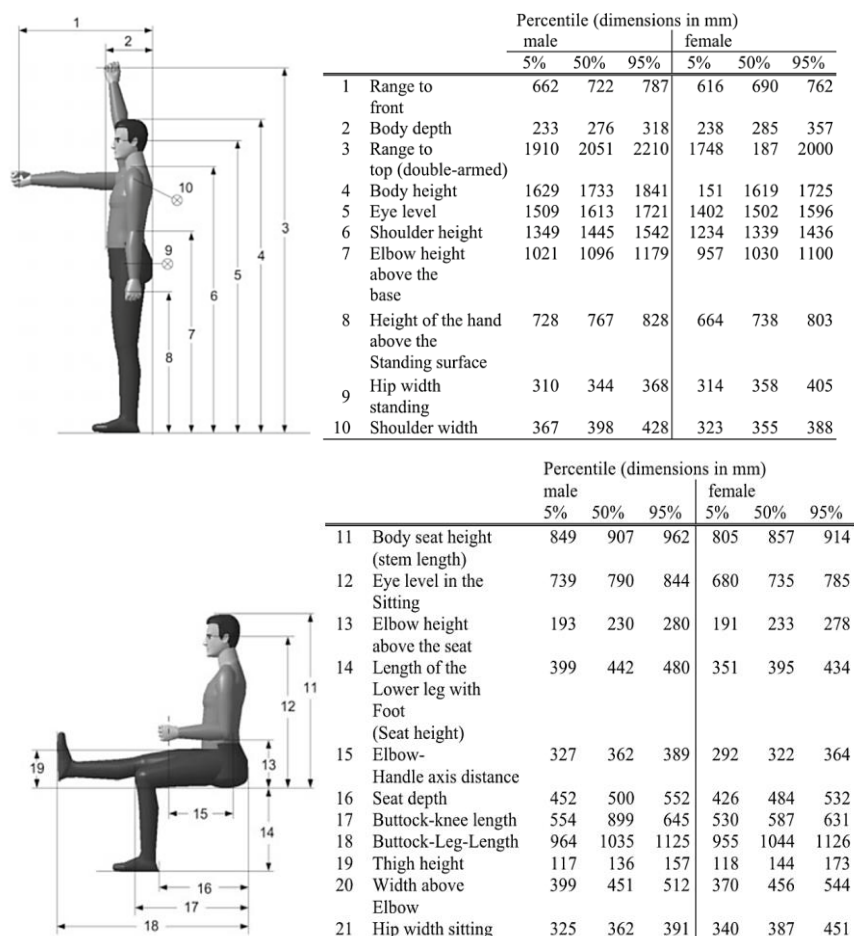 1
2
10
9
3
5
4
6
7
8
Percentile (dimensions in mm)
male female
5% 50% 95% 5% 50% 95%
1 Range to 662 722 787 616 690 762
front
2 Body depth 233 276 318 238 285 357
3 Range to 1910 2051 2210 1748 187 2000
top (double-armed)
4 Body height 1629 1733 1841 151 1619 1725
5 Eye level 1509 1613 1721 1402 1502 1596
6 Shoulder height 1349 1445 1542 1234 1339 1436
7 Elbow height 1021 1096 1179 957 1030 1100
above the
base
8 Height of the hand 728 767 828 664 738 803
above the
Standing surface
9 Hip width 310 344 368 314 358 405
standing
10 Shoulder width 367 398 428 323 355 388
11
12
13
19
15
14
16
17
18
Percentile (dimensions in mm)
male female
5% 50% 95% 5% 50% 95%
11 Body seat height 849 907 962 805 857 914
(stem length)
12 Eye level in the 739 790 844 680 735 785
Sitting
13 Elbow height 193 230 280 191 233 278
above the seat
14 Length of the 399 442 480 351 395 434
Lower leg with
Foot
(Seat height)
15 Elbow- 327 362 389 292 322 364
Handle axis distance
16 Seat depth 452 500 552 426 484 532
17 Buttock-knee length 554 899 645 530 587 631
18 Buttock-Leg-Length 964 1035 1125 955 1044 1126
19 Thigh height 117 136 157 118 144 173
20 Width above 399 451 512 370 456 544
Elbow
21 Hip width sitting 325 362 391 340 387 451